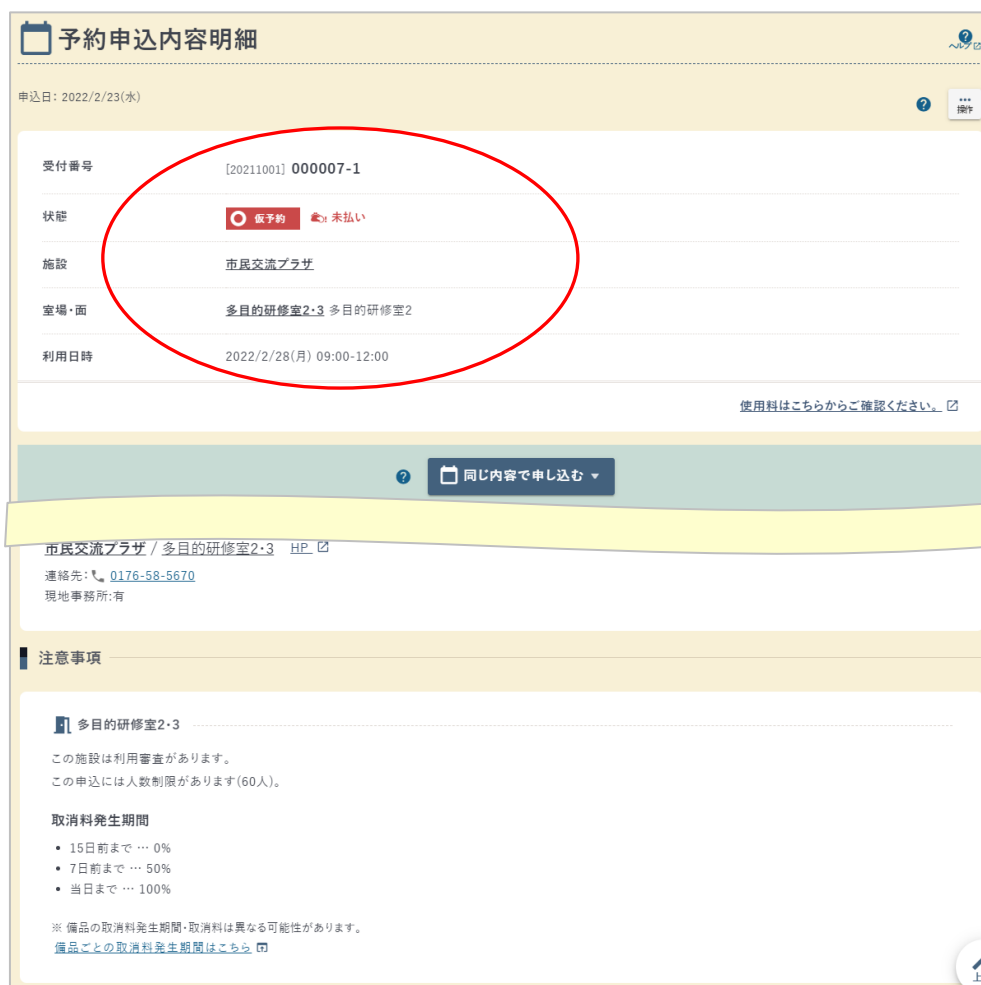 予約申込内容明細
ヘルプ
申込日: 2022/2/23(水)
操作
受付番号 [20211001] 000007-1
状態 仮予約 未払い
施設 市民交流プラザ
室場・面 多目的研修室2・3 多目的研修室2
利用日時 2022/2/28(月) 09:00-12:00
使用料はこちらからご確認ください。
同じ内容で申し込む
市民交流プラザ / 多目的研修室2・3 HP
連絡先: 0176-58-5670
現地事務所:有
注意事項
多目的研修室2・3
この施設は利用審査があります。
この申込には人数制限があります(60人)。
取消料発生期間
• 15日前まで … 0%
• 7日前まで … 50%
• 当日まで … 100%
※ 備品の取消料発生期間・取消料は異なる可能性があります。
備品ごとの取消料発生期間はこちら
上